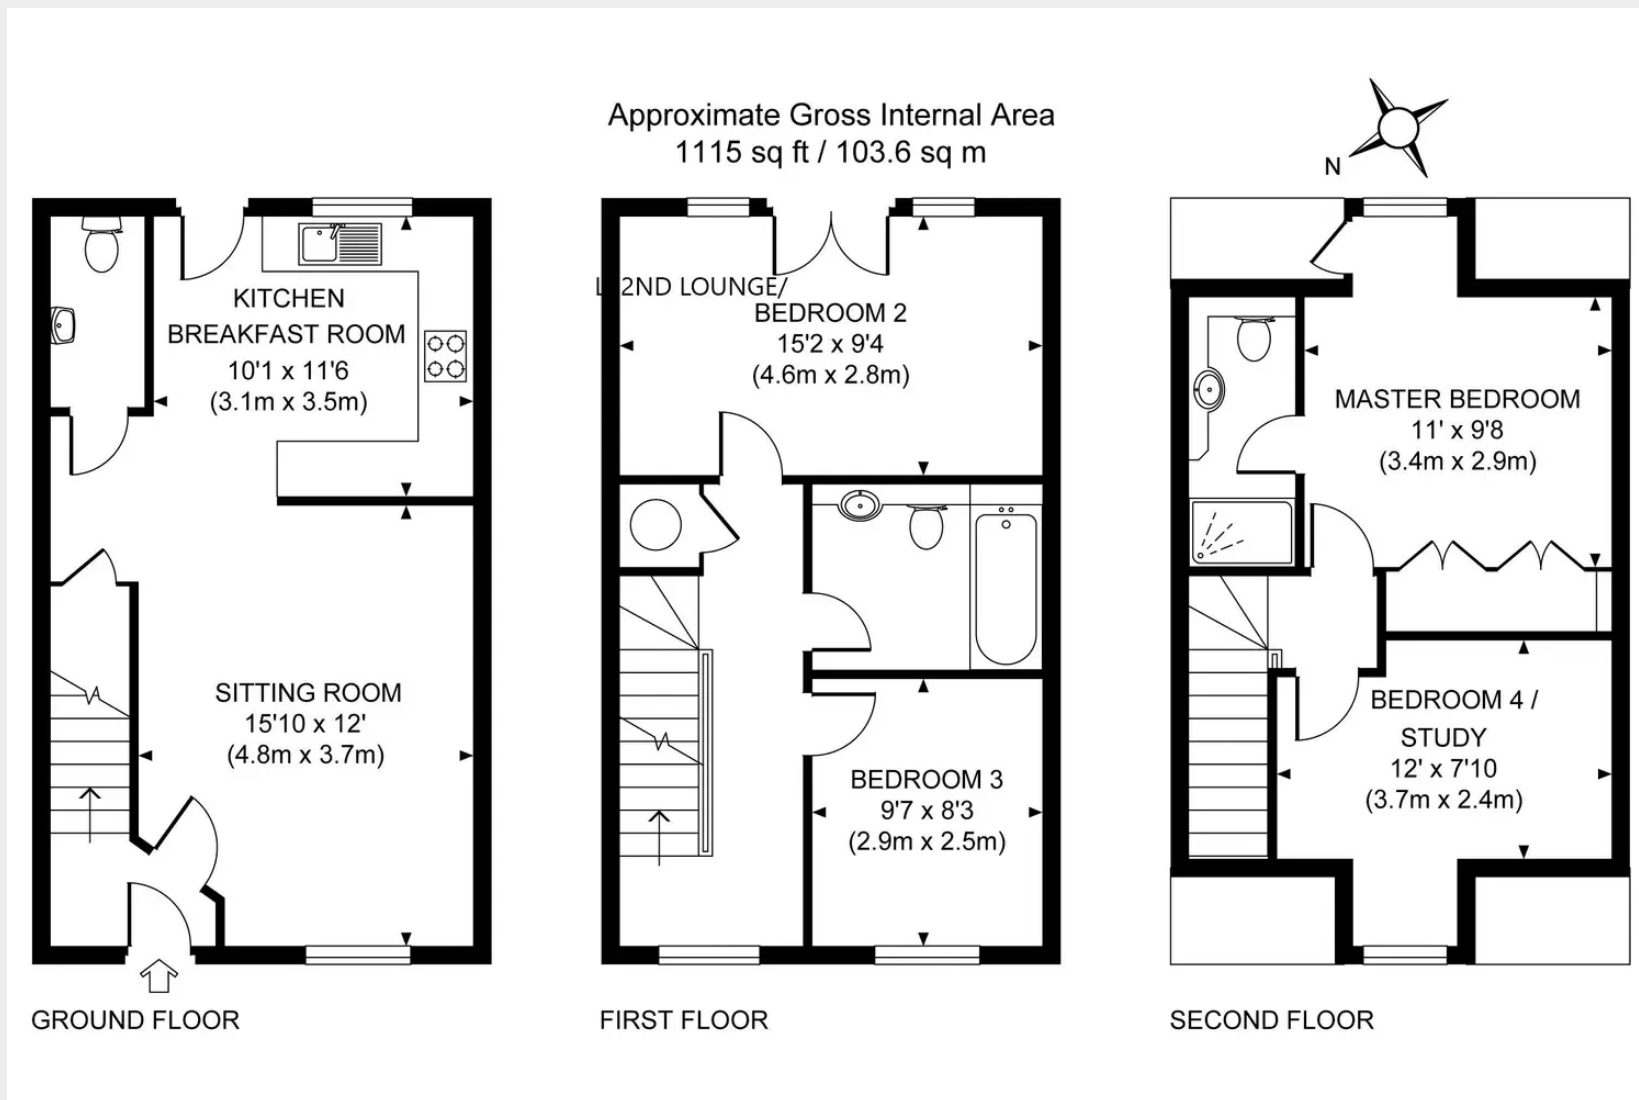 Approximate Gross Internal Area
1115 sq ft / 103.6 sq m
N
KITCHEN
BREAKFAST ROOM
10'1 x 11'6
(3.1m x 3.5m)
SITTING ROOM
15'10 x 12'
(4.8m x 3.7m)
GROUND FLOOR
2ND LOUNGE/
BEDROOM 2
15'2 x 9'4
(4.6m x 2.8m)
BEDROOM 3
9'7 x 8'3
(2.9m x 2.5m)
FIRST FLOOR
MASTER BEDROOM
11' x 9'8
(3.4m x 2.9m)
BEDROOM 4 /
STUDY
12' x 7'10
(3.7m x 2.4m)
SECOND FLOOR